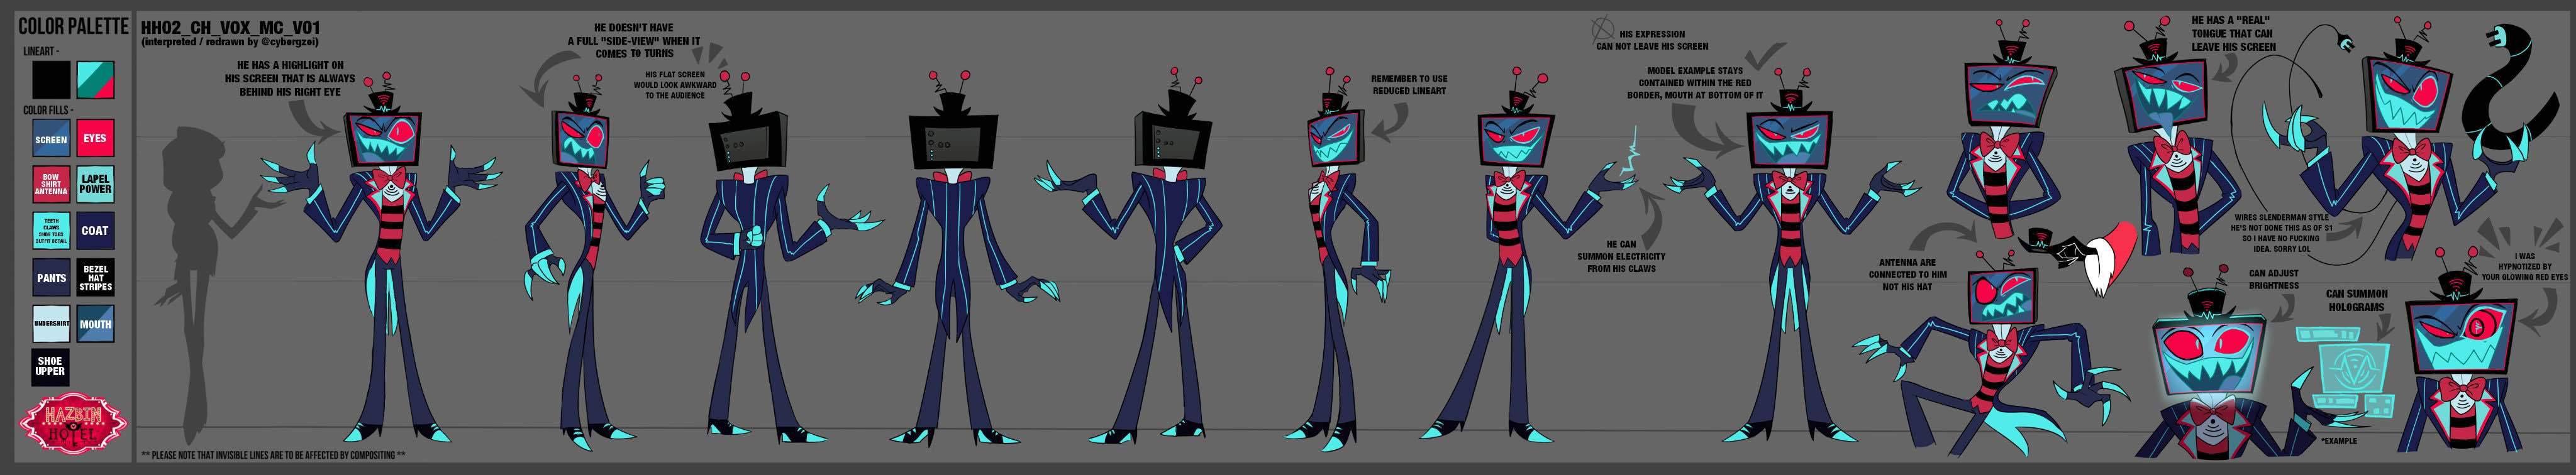 COLOR PALETTE
LINEART -
COLOR FILLS -
SCREEN
EYES
BOW
SHIRT
ANTENNA
LAPEL
POWER
TEETH
CLAWS
SHOE TOES
OUTFIT DETAIL
COAT
PANTS
BEZEL
HAT
STRIPES
UNDERSHIRT
MOUTH
SHOE
UPPER
HAZBIN
HOTEL
HH02_CH_VOX_MC_V01
(interpreted / redrawn by @cybergzei)
HE HAS A HIGHLIGHT ON
HIS SCREEN THAT IS ALWAYS
BEHIND HIS RIGHT EYE
HE DOESN'T HAVE
A FULL "SIDE-VIEW" WHEN IT
COMES TO TURNS
HIS FLAT SCREEN
WOULD LOOK AWKWARD
TO THE AUDIENCE
REMEMBER TO USE
REDUCED LINEART
HIS EXPRESSION
CAN NOT LEAVE HIS SCREEN
MODEL EXAMPLE STAYS
CONTAINED WITHIN THE RED
BORDER, MOUTH AT BOTTOM OF IT
HE CAN
SUMMON ELECTRICITY
FROM HIS CLAWS
HE HAS A "REAL"
TONGUE THAT CAN
LEAVE HIS SCREEN
WIRES SLENDERMAN STYLE
HE'S NOT DONE THIS AS OF S1
SO I HAVE NO FUCKING
IDEA. SORRY LOL
ANTENNA ARE
CONNECTED TO HIM
NOT HIS HAT
CAN ADJUST
BRIGHTNESS
CAN SUMMON
HOLOGRAMS
I WAS
HYPNOTIZED BY
YOUR GLOWING RED EYES
*EXAMPLE
** PLEASE NOTE THAT INVISIBLE LINES ARE TO BE AFFECTED BY COMPOSITING **